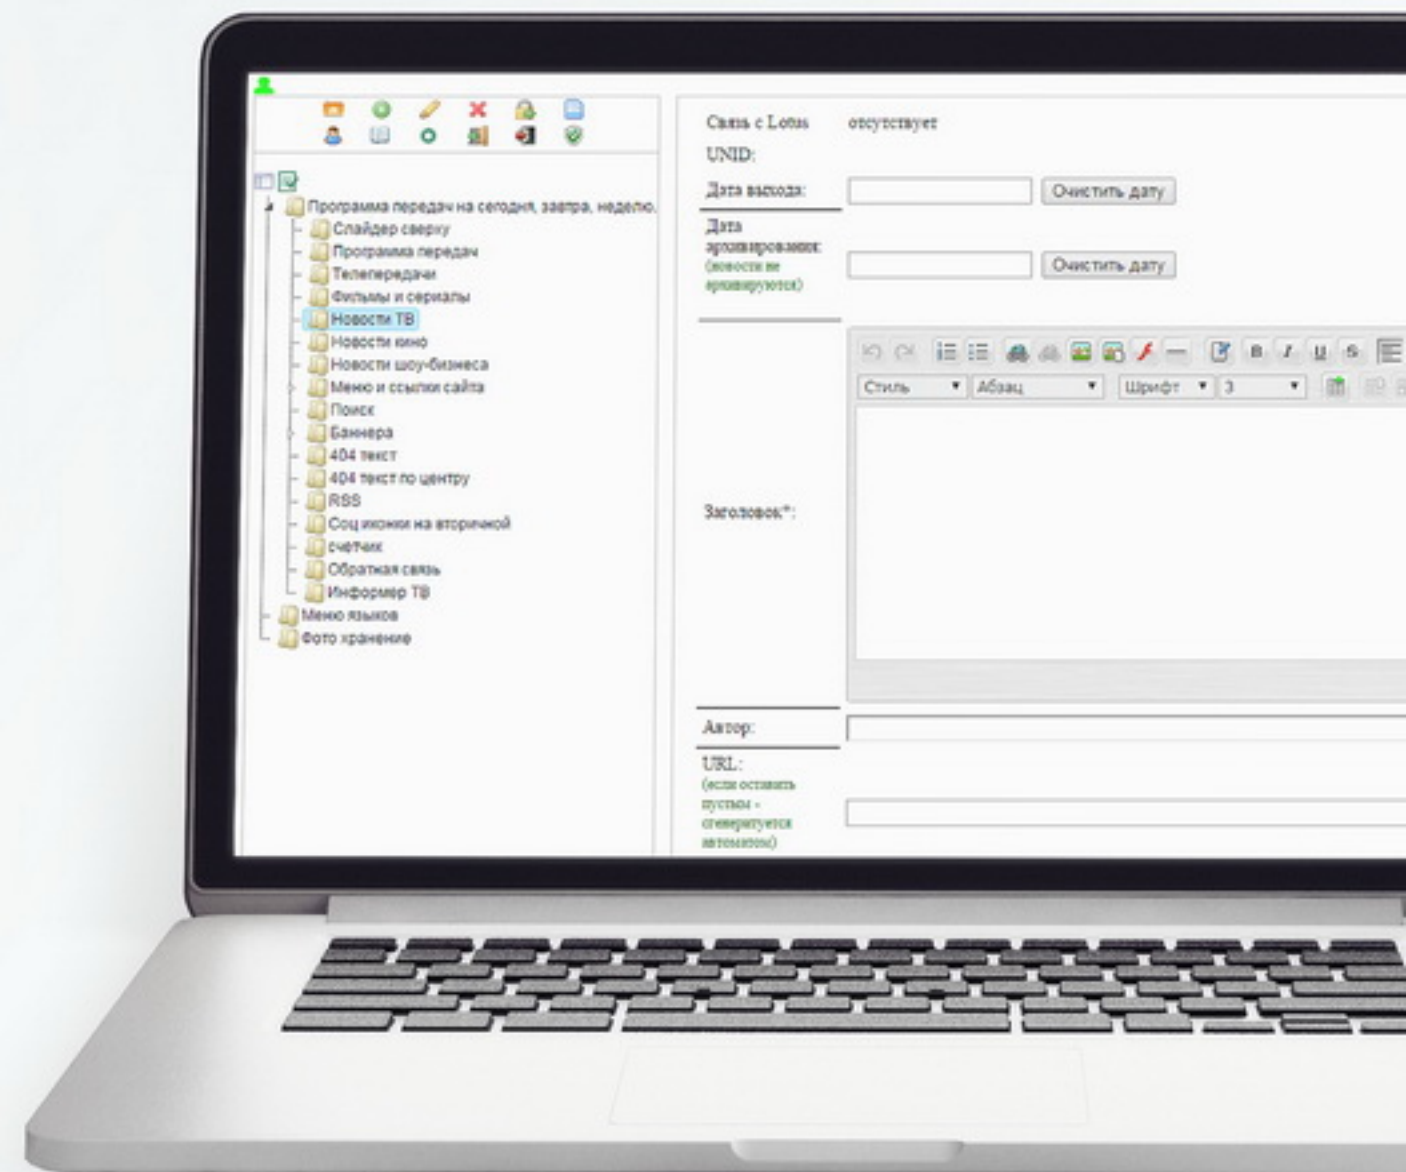 Программа передач на сегодня, завтра, неделю.
Слайдер сверху
Программа передач
Телепередачи
Фильмы и сериалы
Новости ТВ
Новости кино
Новости шоу-бизнеса
Меню и ссылки сайта
Поиск
Баннера
404 текст
404 текст по центру
RSS
Соц иконки на вторичной
счетчик
Обратная связь
Информер ТВ
Меню языков
Фото хранение
Связь с Lotus отсутствует
UNID:
Дата выхода: Очистить дату
Дата
архивирования:
(новости не
архивируются)
Очистить дату
B I U S
Стиль Абзац Шрифт 3
Заголовок*:
Автор:
URL:
(если оставить
пустым -
сгенерируется
автоматом)